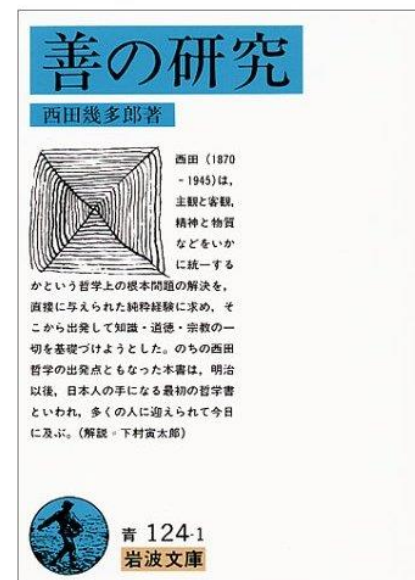 善の研究
西田幾多郎著
西田（1870
-1945)は，
主観と客観，
精神と物質
などをいか
に統一する
かという哲学上の根本問題の解決を，
直接に与えられた純粋経験に求め，そ
こから出発して知識・道徳・宗教の一
切を基礎づけようとした。のちの西田
哲学の出発点ともなった本書は，明治
以後，日本人の手になる最初の哲学書
といわれ，多くの人に迎えられて今日
に及ぶ。（解説＝下村寅太郎）
青 124-1
岩波文庫